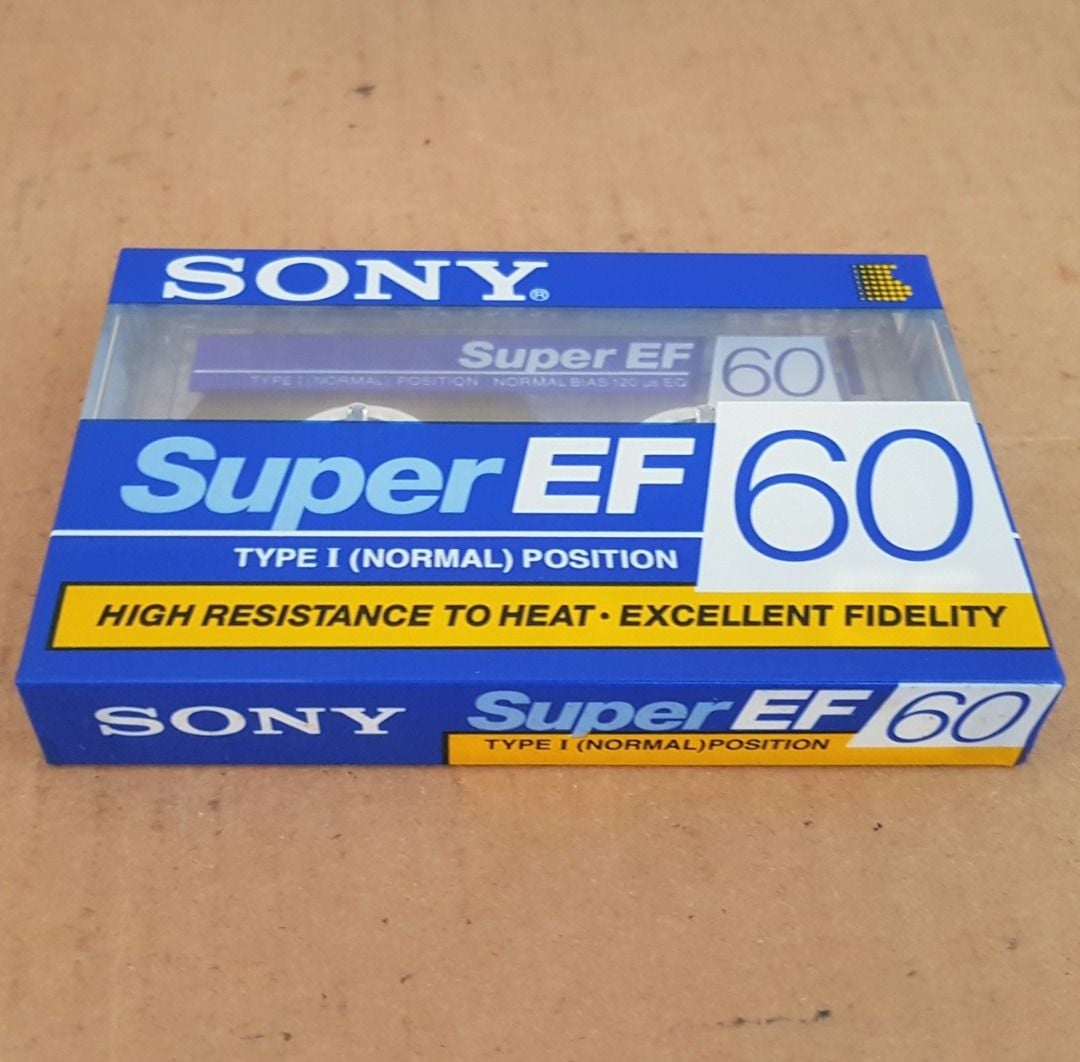 SONY®
Super EF 60
TYPE I (NORMAL) POSITION NORMAL BIAS 120 μs EQ
Super EF 60
TYPE I (NORMAL) POSITION
HIGH RESISTANCE TO HEAT • EXCELLENT FIDELITY
SONY Super EF 60
TYPE I (NORMAL) POSITION